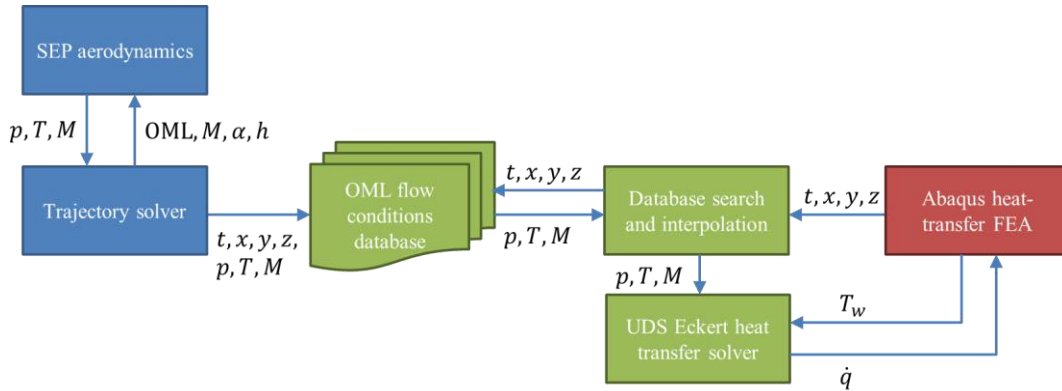 SEP aerodynamics
p, T, M
OML, M, α, h
Trajectory solver
t, x, y, z,
p, T, M
OML flow
conditions
database
t, x, y, z
p, T, M
Database search
and interpolation
t, x, y, z
Abaqus heat-
transfer FEA
p, T, M
UDS Eckert heat
transfer solver
T_w
q̇